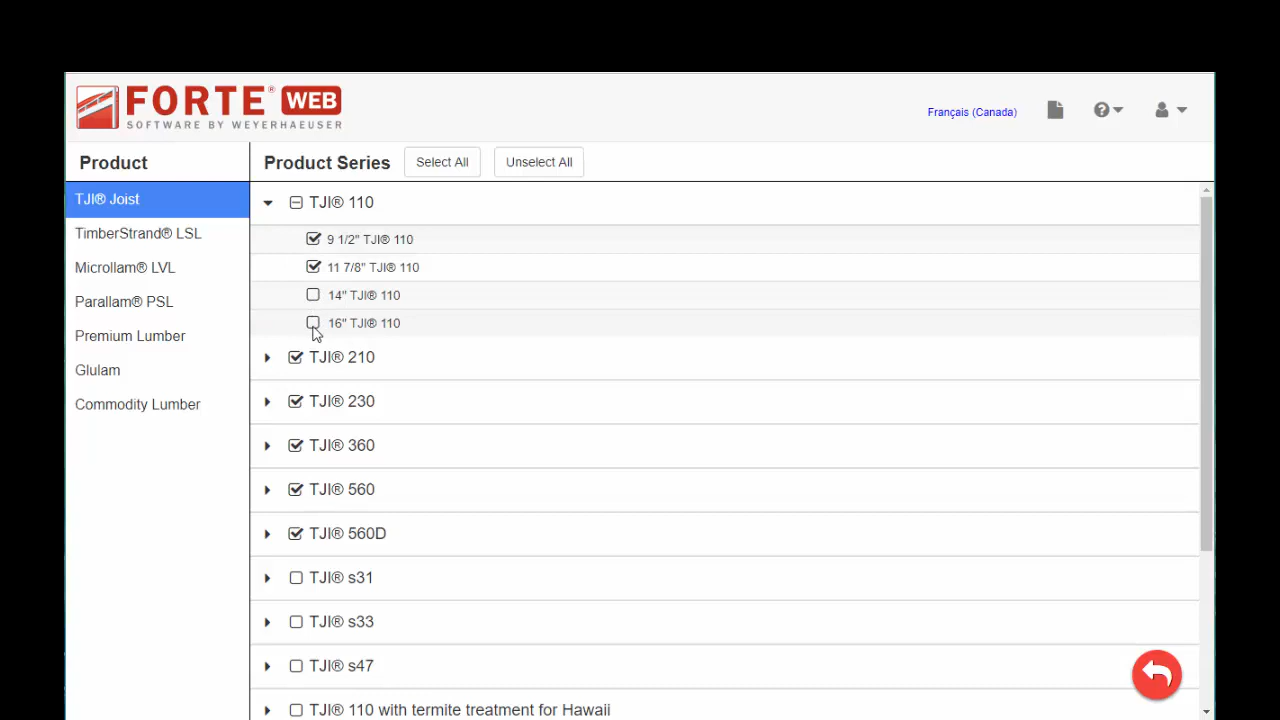 FORTE® WEB
SOFTWARE BY WEYERHAEUSER
Français (Canada)
Product
Product Series
Select All
Unselect All
TJI® Joist
TimberStrand® LSL
Microllam® LVL
Parallam® PSL
Premium Lumber
Glulam
Commodity Lumber
TJI® 110
9 1/2" TJI® 110
11 7/8" TJI® 110
14" TJI® 110
16" TJI® 110
TJI® 210
TJI® 230
TJI® 360
TJI® 560
TJI® 560D
TJI® s31
TJI® s33
TJI® s47
TJI® 110 with termite treatment for Hawaii